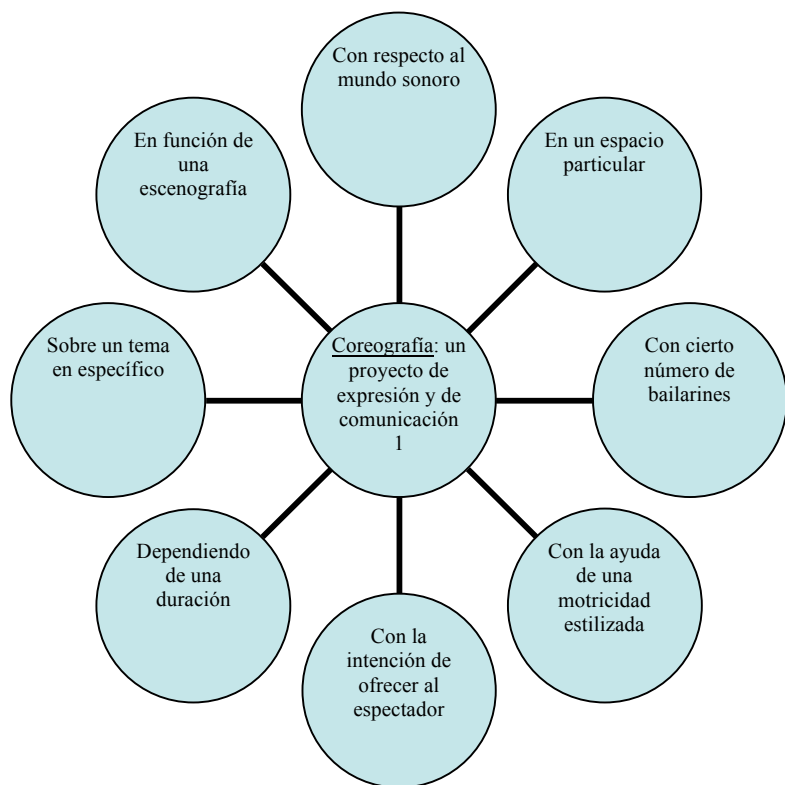 Con respecto al
mundo sonoro
En función de
una
escenografía
En un espacio
particular
Sobre un tema
en específico
Coreografía: un
proyecto de
expresión y de
comunicación
1
Con cierto
número de
bailarines
Dependiendo
de una
duración
Con la ayuda
de una
motricidad
estilizada
Con la
intención de
ofrecer al
espectador